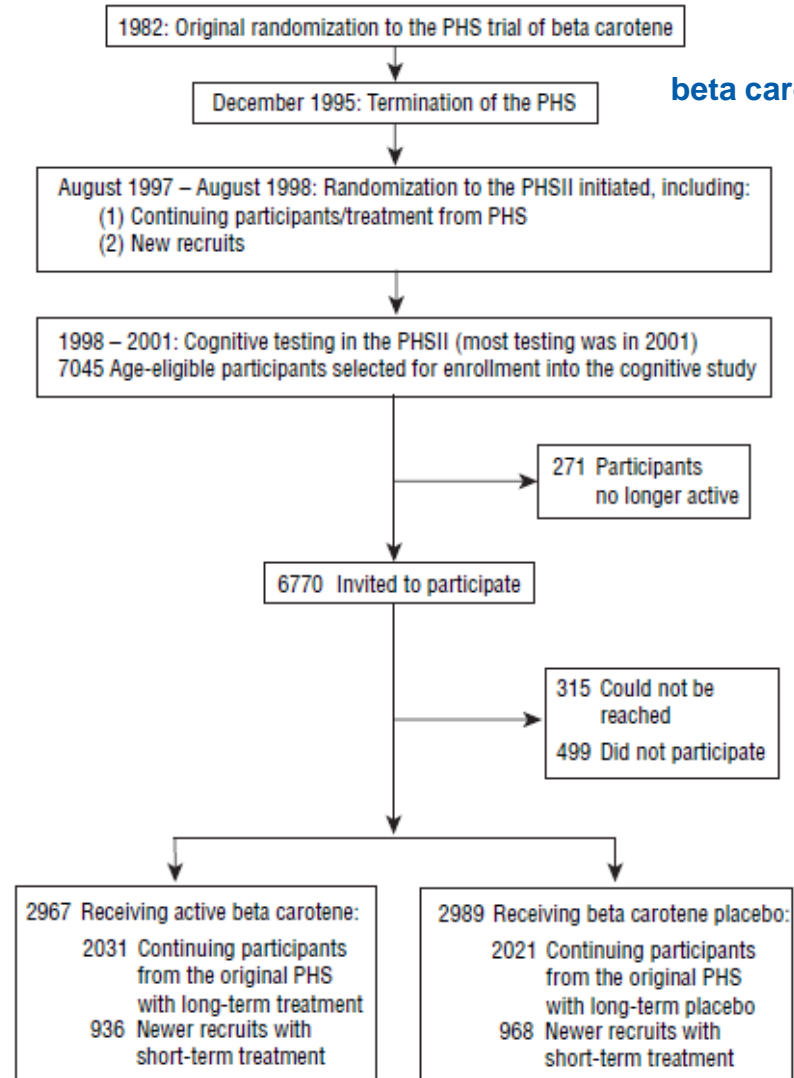 1982: Original randomization to the PHS trial of beta carotene
December 1995: Termination of the PHS
beta car
August 1997 – August 1998: Randomization to the PHSII initiated, including:
(1) Continuing participants/treatment from PHS
(2) New recruits
1998 – 2001: Cognitive testing in the PHSII (most testing was in 2001)
7045 Age-eligible participants selected for enrollment into the cognitive study
271 Participants
no longer active
6770 Invited to participate
315 Could not be
reached
499 Did not participate
2967 Receiving active beta carotene:
2031 Continuing participants
from the original PHS
with long-term treatment
936 Newer recruits with
short-term treatment
2989 Receiving beta carotene placebo:
2021 Continuing participants
from the original PHS
with long-term placebo
968 Newer recruits with
short-term treatment